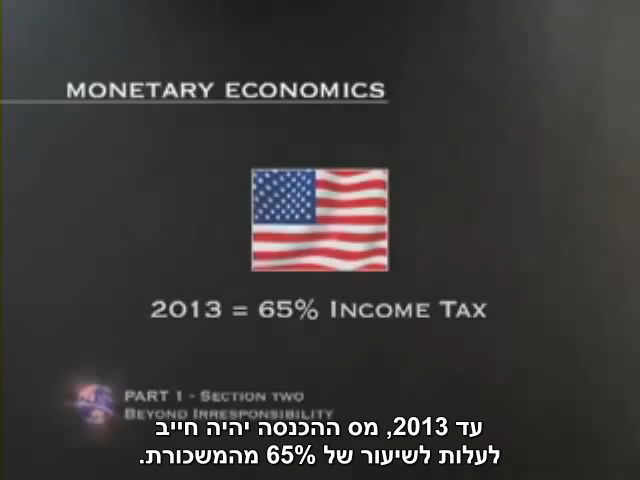 MONETARY ECONOMICS
2013 = 65% INCOME TAX
PART 1 - SECTION TWO
BEYOND IRRESPONSIBILITY
עד 2013, מס ההכנסה יהיה חייב
לעלות לשיעור של 65% מהמשכורת.